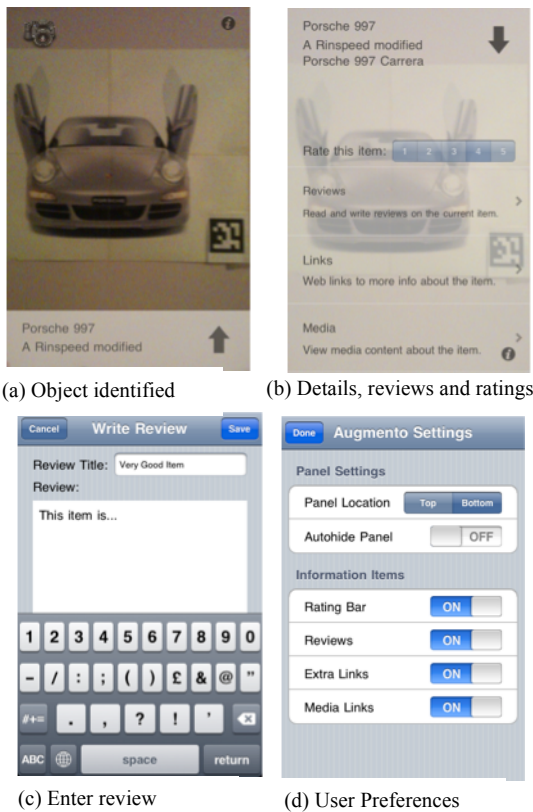 Porsche 997
A Rinspeed modified
(a) Object identified
Porsche 997
A Rinspeed modified
Porsche 997 Carrera
Rate this item: 1 2 3 4 5
Reviews
Read and write reviews on the current item.
Links
Web links to more info about the item.
Media
View media content about the item.
(b) Details, reviews and ratings
Cancel Write Review Save
Review Title: Very Good Item
Review:
This item is...
1 2 3 4 5 6 7 8 9 0
- / : ; ( ) £ & @ "
#+= . , ? ! '
ABC space return
(c) Enter review
Done Augmento Settings
Panel Settings
Panel Location Top Bottom
Autohide Panel OFF
Information Items
Rating Bar ON
Reviews ON
Extra Links ON
Media Links ON
(d) User Preferences